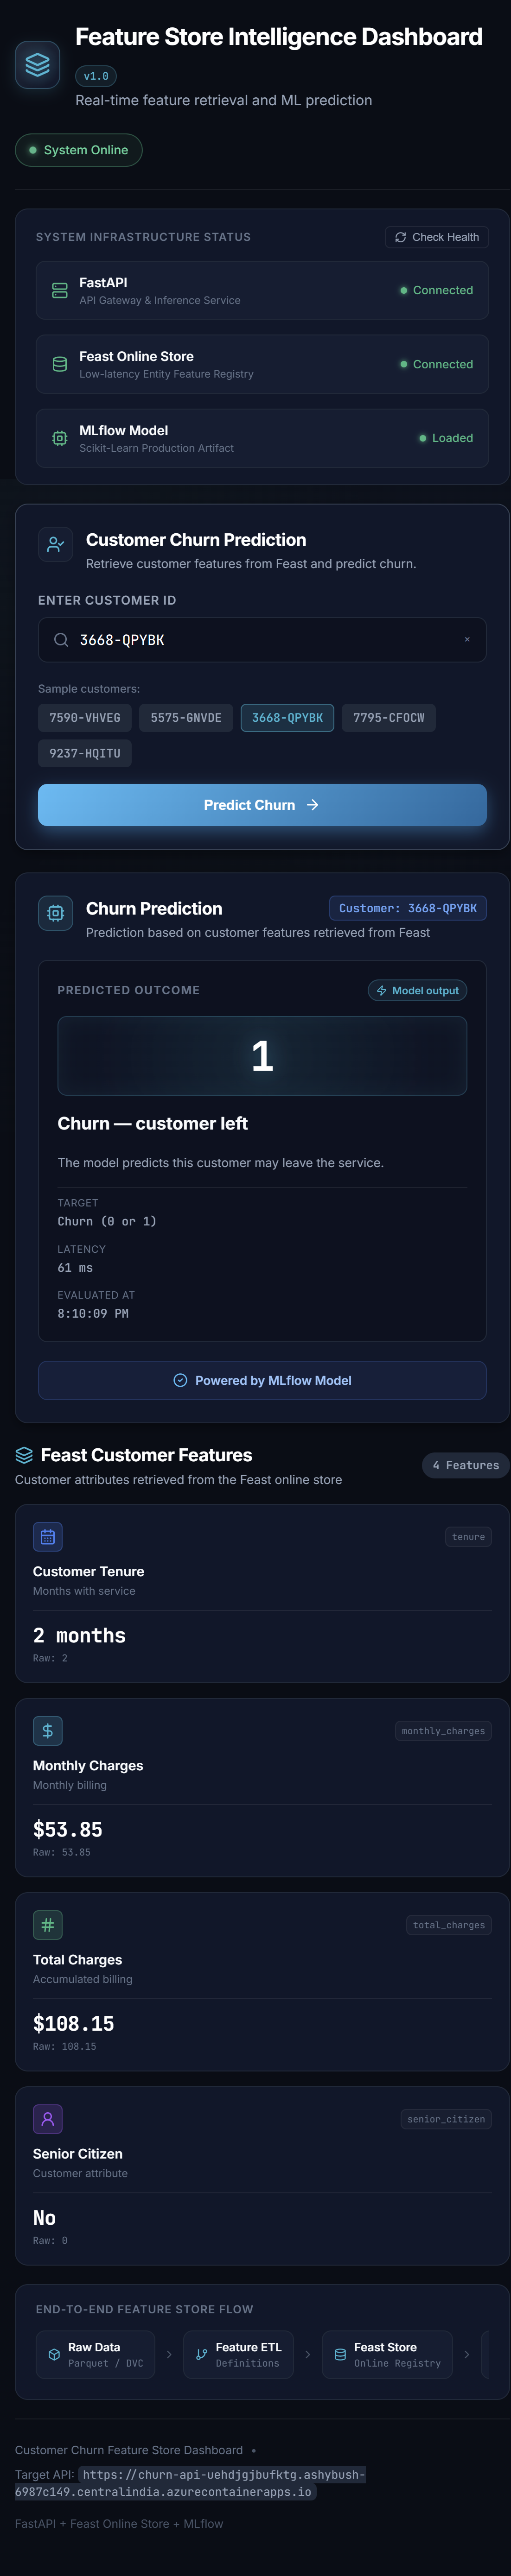 Feature Store Intelligence Dashboard
v1.0
Real-time feature retrieval and ML prediction
System Online
SYSTEM INFRASTRUCTURE STATUS
Check Health
FastAPI
API Gateway & Inference Service
Connected
Feast Online Store
Low-latency Entity Feature Registry
Connected
MLflow Model
Scikit-Learn Production Artifact
Loaded
Customer Churn Prediction
Retrieve customer features from Feast and predict churn.
ENTER CUSTOMER ID
3668-QPYBK
×
Sample customers:
7590-VHVEG
5575-GNVDE
3668-QPYBK
7795-CFOCW
9237-HQITU
Predict Churn
Churn Prediction
Customer: 3668-QPYBK
Prediction based on customer features retrieved from Feast
PREDICTED OUTCOME
Model output
1
Churn — customer left
The model predicts this customer may leave the service.
TARGET
Churn (0 or 1)
LATENCY
61 ms
EVALUATED AT
8:10:09 PM
Powered by MLflow Model
Feast Customer Features
4 Features
Customer attributes retrieved from the Feast online store
tenure
Customer Tenure
Months with service
2 months
Raw: 2
monthly_charges
Monthly Charges
Monthly billing
$53.85
Raw: 53.85
total_charges
Total Charges
Accumulated billing
$108.15
Raw: 108.15
senior_citizen
Senior Citizen
Customer attribute
No
Raw: 0
END-TO-END FEATURE STORE FLOW
Raw Data
Parquet / DVC
Feature ETL
Definitions
Feast Store
Online Registry
Customer Churn Feature Store Dashboard •
Target API: https://churn-api-uehdjgjbufktg.ashybush-
6987c149.centralindia.azurecontainerapps.io
FastAPI + Feast Online Store + MLflow